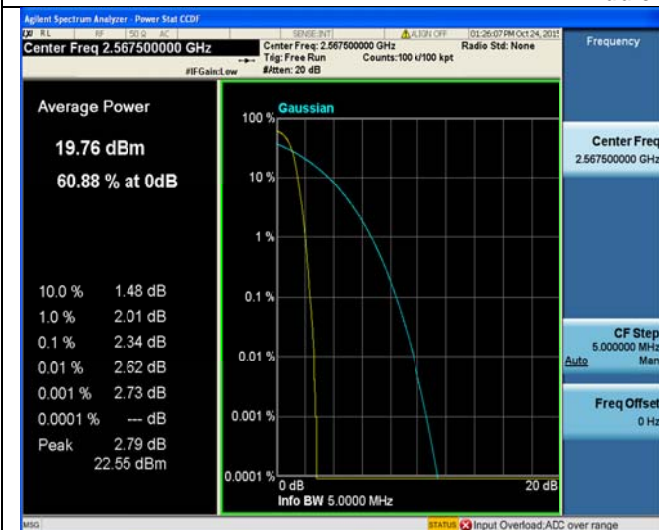 Agilent Spectrum Analyzer - Power Stat CCDF
RL RF 50 Ω AC SENSE:INT ALIGN OFF 01:26:07 PM Oct 24, 2015
Center Freq 2.567500000 GHz
Center Freq: 2.567500000 GHz Radio Std: None
Trig: Free Run Counts:100 k/100 kpt
#IFGain:Low #Atten: 20 dB
Frequency
Average Power
19.76 dBm
60.88 % at 0dB
10.0 % 1.48 dB
1.0 % 2.01 dB
0.1 % 2.34 dB
0.01 % 2.62 dB
0.001 % 2.73 dB
0.0001 % --- dB
Peak 2.79 dB
22.55 dBm
Gaussian
100 %
10 %
1 %
0.1 %
0.01 %
0.001 %
0.0001 %
0 dB 20 dB
Info BW 5.0000 MHz
Center Freq
2.567500000 GHz
CF Step
5.000000 MHz
Auto Man
Freq Offset
0 Hz
MSG STATUS Input Overload;ADC over range